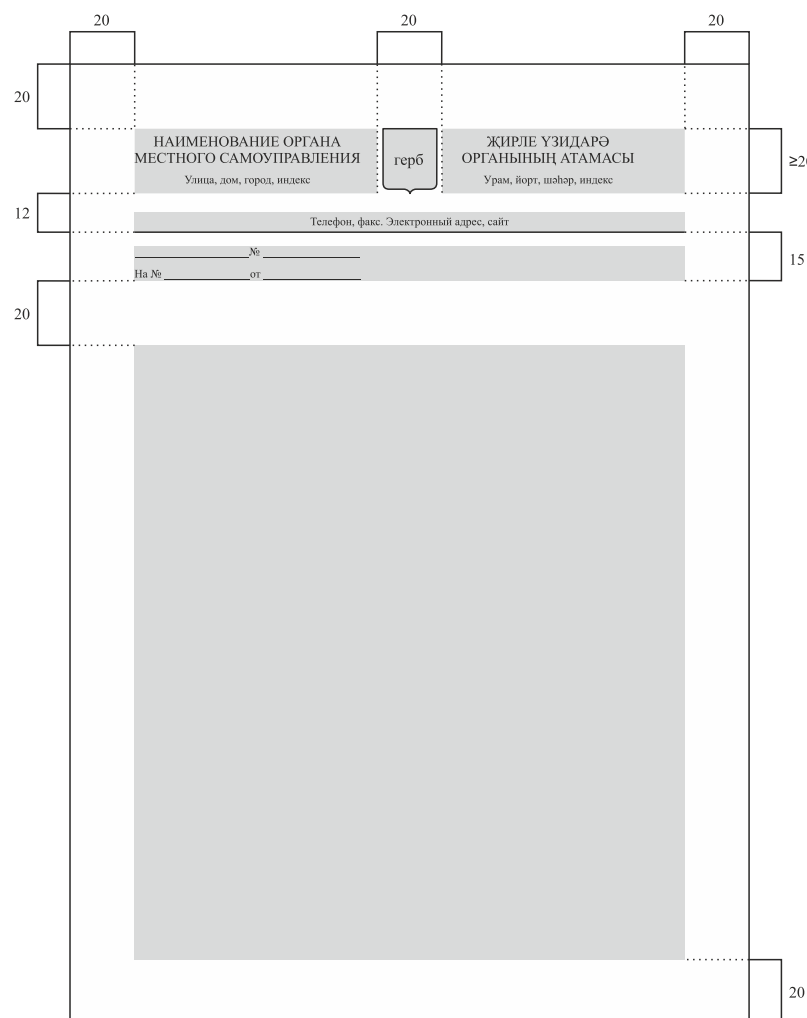 20 20 20
20
НАИМЕНОВАНИЕ ОРГАНА
МЕСТНОГО САМОУПРАВЛЕНИЯ
Улица, дом, город, индекс
герб
ҖИРЛЕ ҮЗИДАРӘ
ОРГАНЫНЫҢ АТАМАСЫ
Урам, йорт, шәһәр, индекс
≥20
12
Телефон, факс. Электронный адрес, сайт
№
На № от
15
20
20